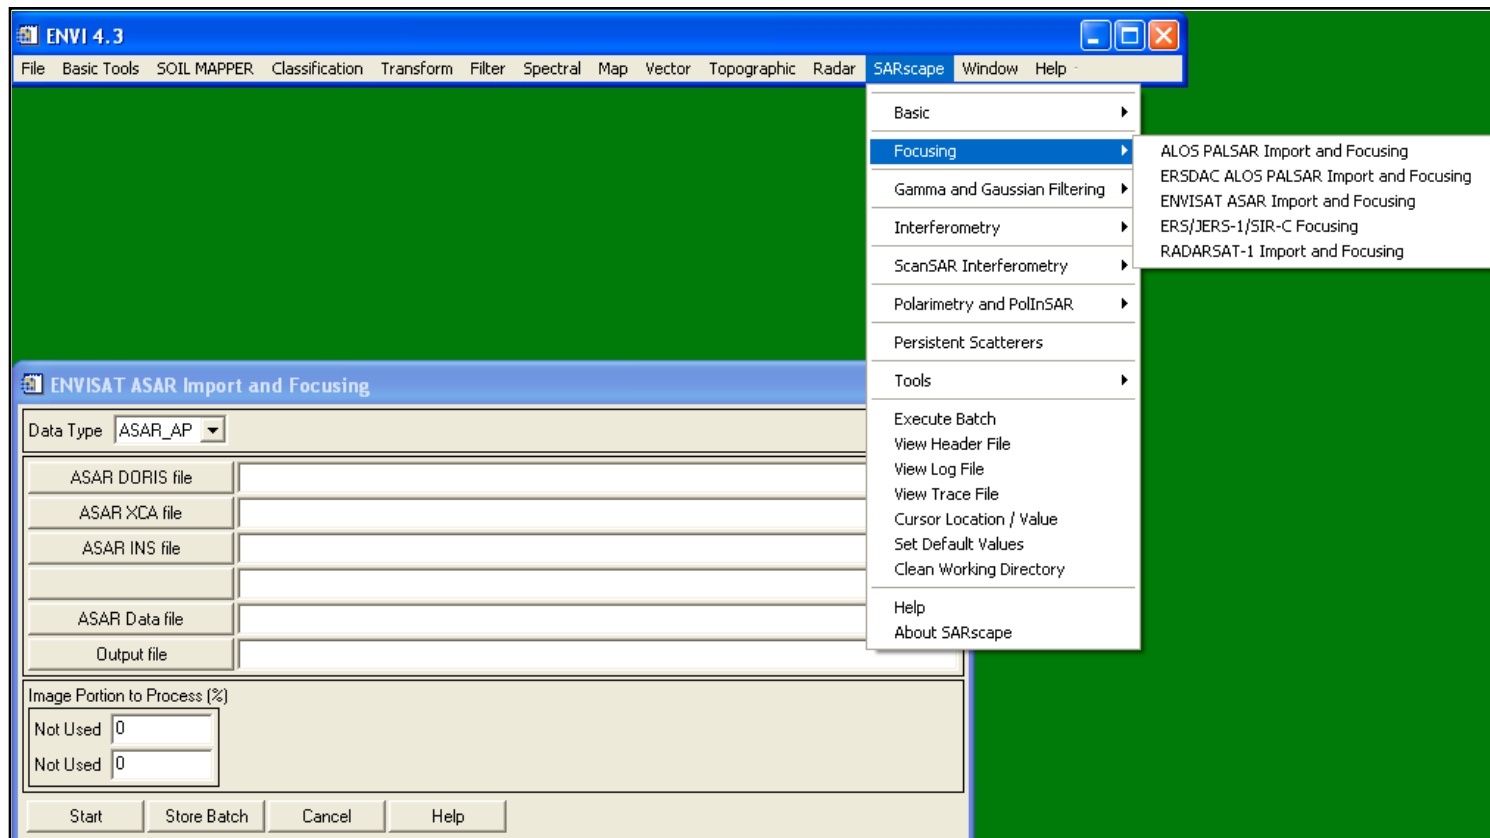 ENVI 4.3
File Basic Tools SOIL MAPPER Classification Transform Filter Spectral Map Vector Topographic Radar SARscape Window Help
Basic
Focusing
Gamma and Gaussian Filtering
Interferometry
ScanSAR Interferometry
Polarimetry and PolInSAR
Persistent Scatterers
Tools
Execute Batch
View Header File
View Log File
View Trace File
Cursor Location / Value
Set Default Values
Clean Working Directory
Help
About SARscape
ALOS PALSAR Import and Focusing
ERSDAC ALOS PALSAR Import and Focusing
ENVISAT ASAR Import and Focusing
ERS/JERS-1/SIR-C Focusing
RADARSAT-1 Import and Focusing
ENVISAT ASAR Import and Focusing
Data Type ASAR_AP
ASAR DORIS file
ASAR XCA file
ASAR INS file
ASAR Data file
Output file
Image Portion to Process (%)
Not Used 0
Not Used 0
Start Store Batch Cancel Help